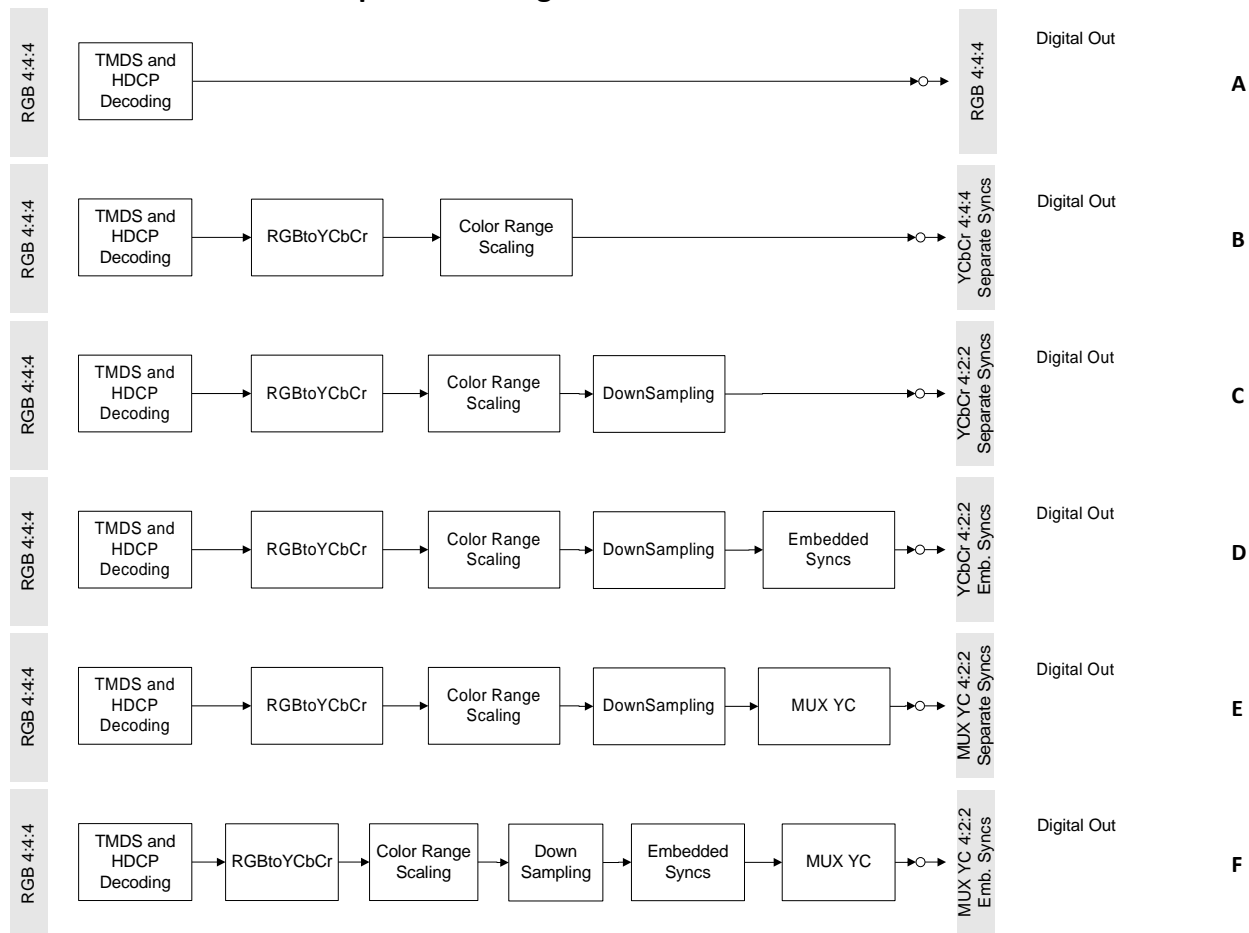 RGB 4:4:4
TMDS and
HDCP
Decoding
RGB 4:4:4
Digital Out
A
RGB 4:4:4
TMDS and
HDCP
Decoding
RGBtoYCbCr
Color Range
Scaling
YCbCr 4:4:4
Separate Syncs
Digital Out
B
RGB 4:4:4
TMDS and
HDCP
Decoding
RGBtoYCbCr
Color Range
Scaling
DownSampling
YCbCr 4:2:2
Separate Syncs
Digital Out
C
RGB 4:4:4
TMDS and
HDCP
Decoding
RGBtoYCbCr
Color Range
Scaling
DownSampling
Embedded
Syncs
YCbCr 4:2:2
Emb. Syncs
Digital Out
D
RGB 4:4:4
TMDS and
HDCP
Decoding
RGBtoYCbCr
Color Range
Scaling
DownSampling
MUX YC
MUX YC 4:2:2
Separate Syncs
Digital Out
E
RGB 4:4:4
TMDS and
HDCP
Decoding
RGBtoYCbCr
Color Range
Scaling
Down
Sampling
Embedded
Syncs
MUX YC
MUX YC 4:2:2
Emb. Syncs
Digital Out
F